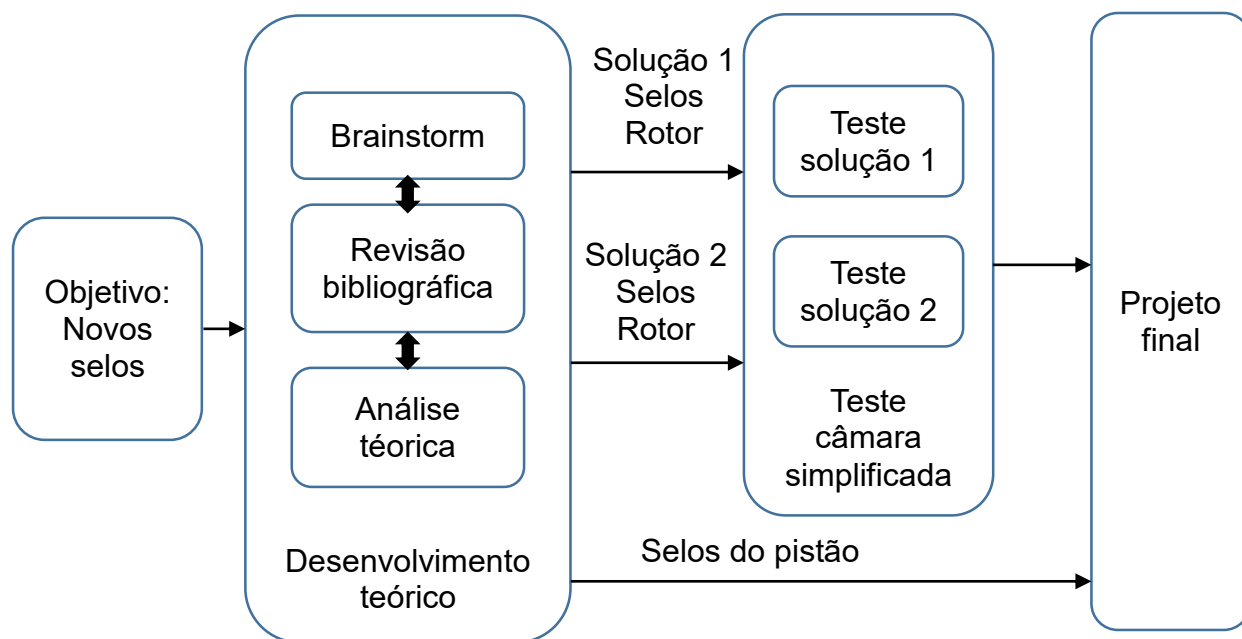 Objetivo:
Novos
selos
Brainstorm
Revisão
bibliográfica
Análise
téorica
Desenvolvimento
teórico
Solução 1
Selos
Rotor
Solução 2
Selos
Rotor
Selos do pistão
Teste
solução 1
Teste
solução 2
Teste
câmara
simplificada
Projeto
final